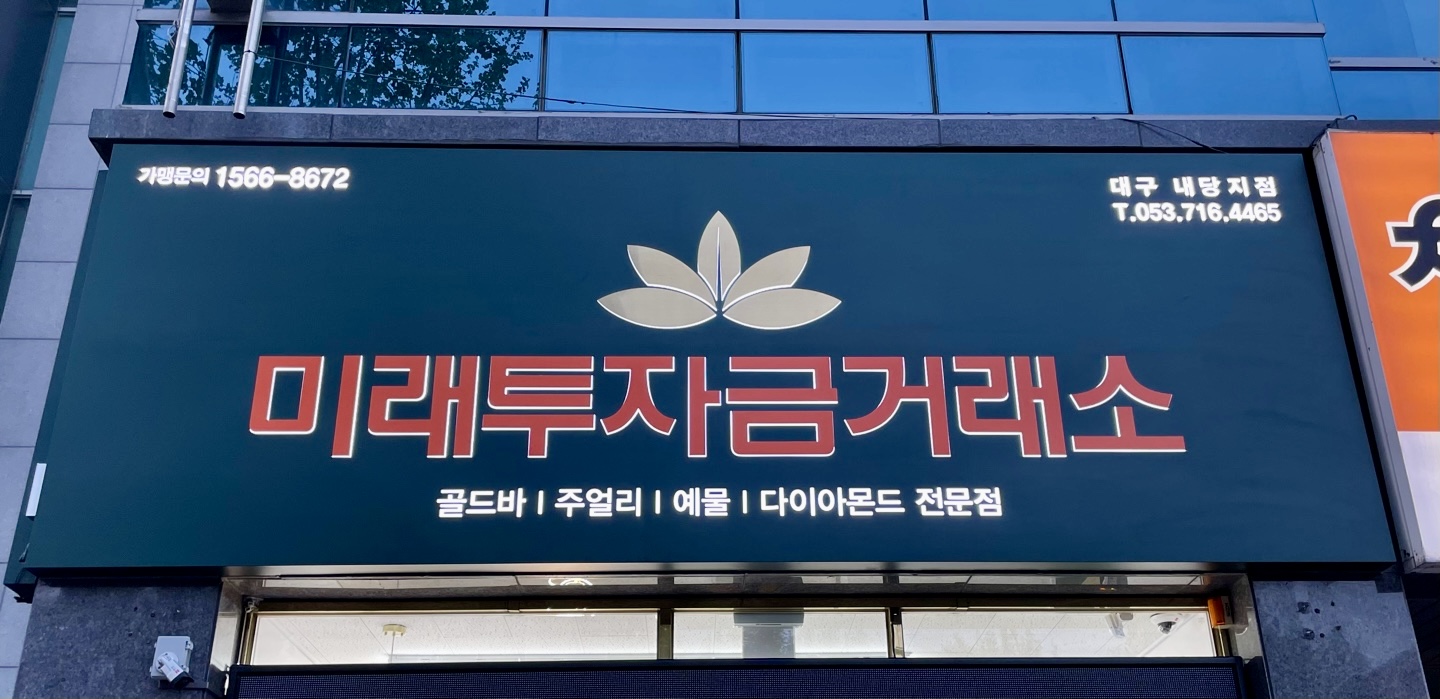 가맹문의 1566-8672
대구 내당지점
T.053.716.4465
미래투자금거래소
골드바 | 주얼리 | 예물 | 다이아몬드 전문점